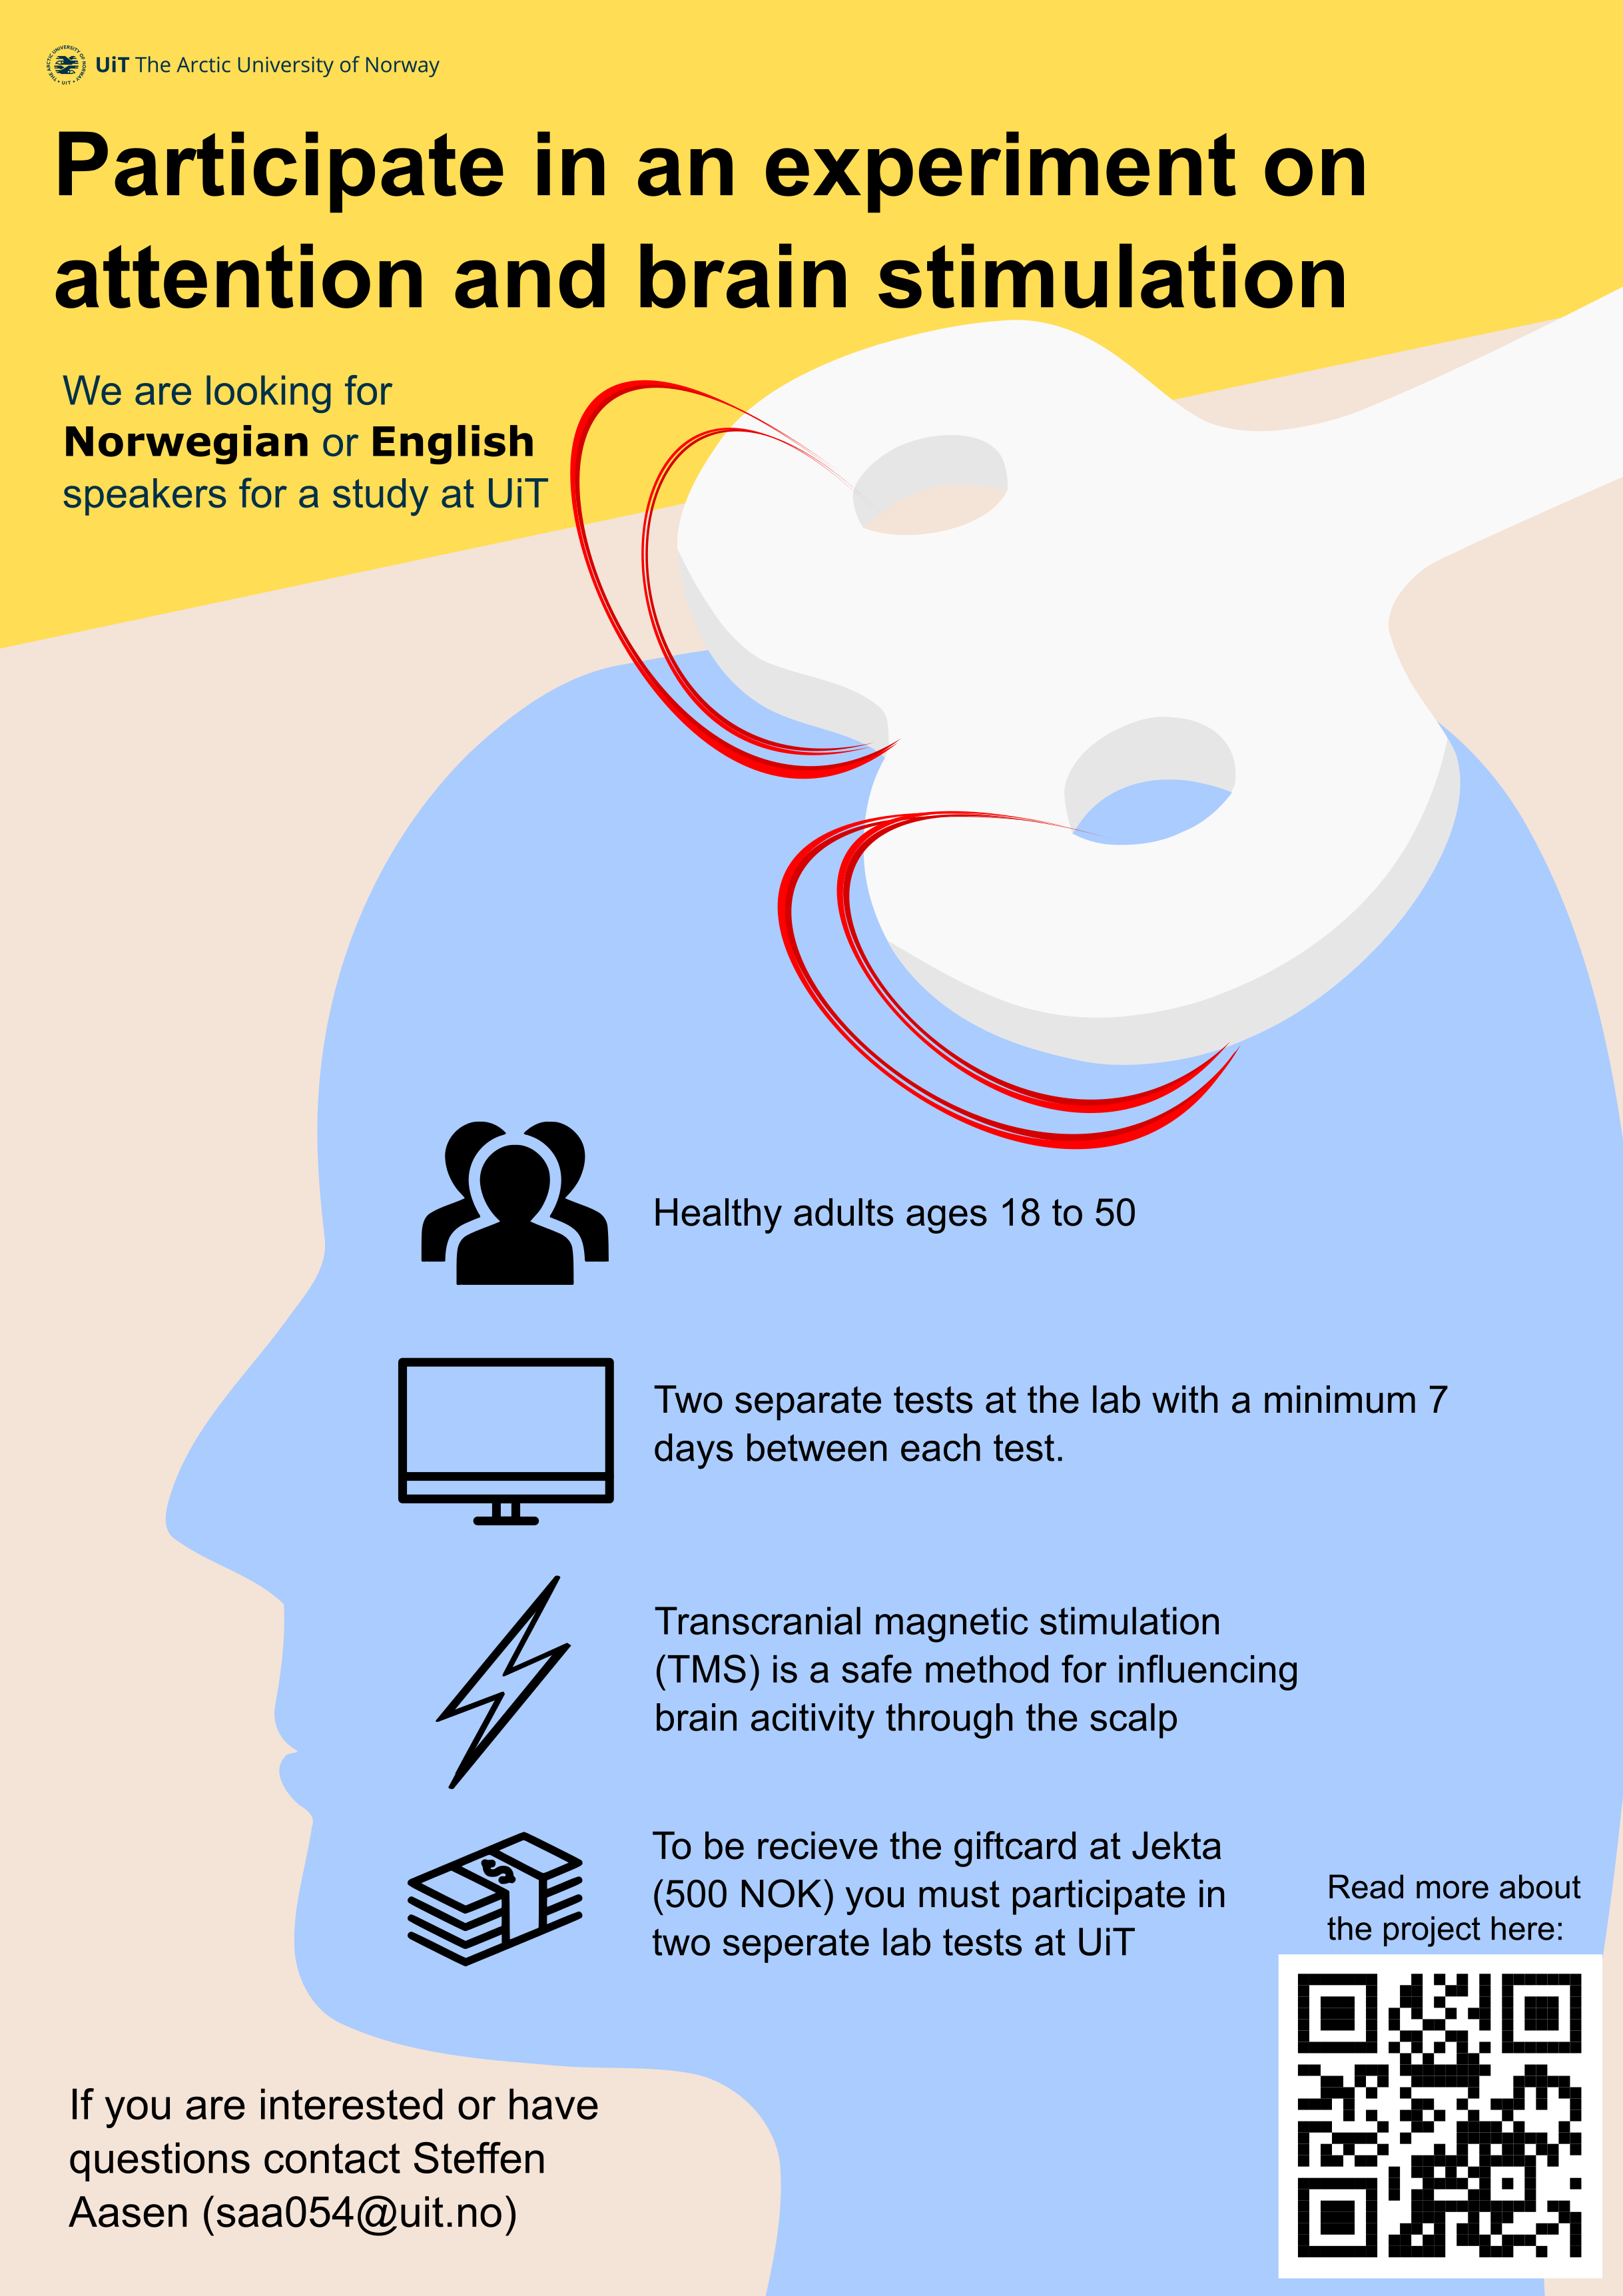 UiT The Arctic University of Norway
Participate in an experiment on
attention and brain stimulation
We are looking for
Norwegian or English
speakers for a study at UiT
Healthy adults ages 18 to 50
Two separate tests at the lab with a minimum 7
days between each test.
Transcranial magnetic stimulation
(TMS) is a safe method for influencing
brain acitivity through the scalp
To be recieve the giftcard at Jekta
(500 NOK) you must participate in
two seperate lab tests at UiT
Read more about
the project here:
If you are interested or have
questions contact Steffen
Aasen (saa054@uit.no)